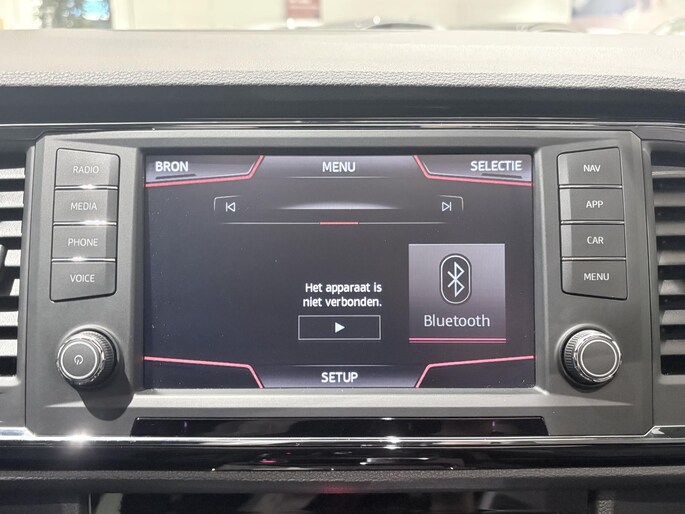 RADIO
MEDIA
PHONE
VOICE
BRON
MENU
SELECTIE
Het apparaat is
niet verbonden.
Bluetooth
SETUP
NAV
APP
CAR
MENU